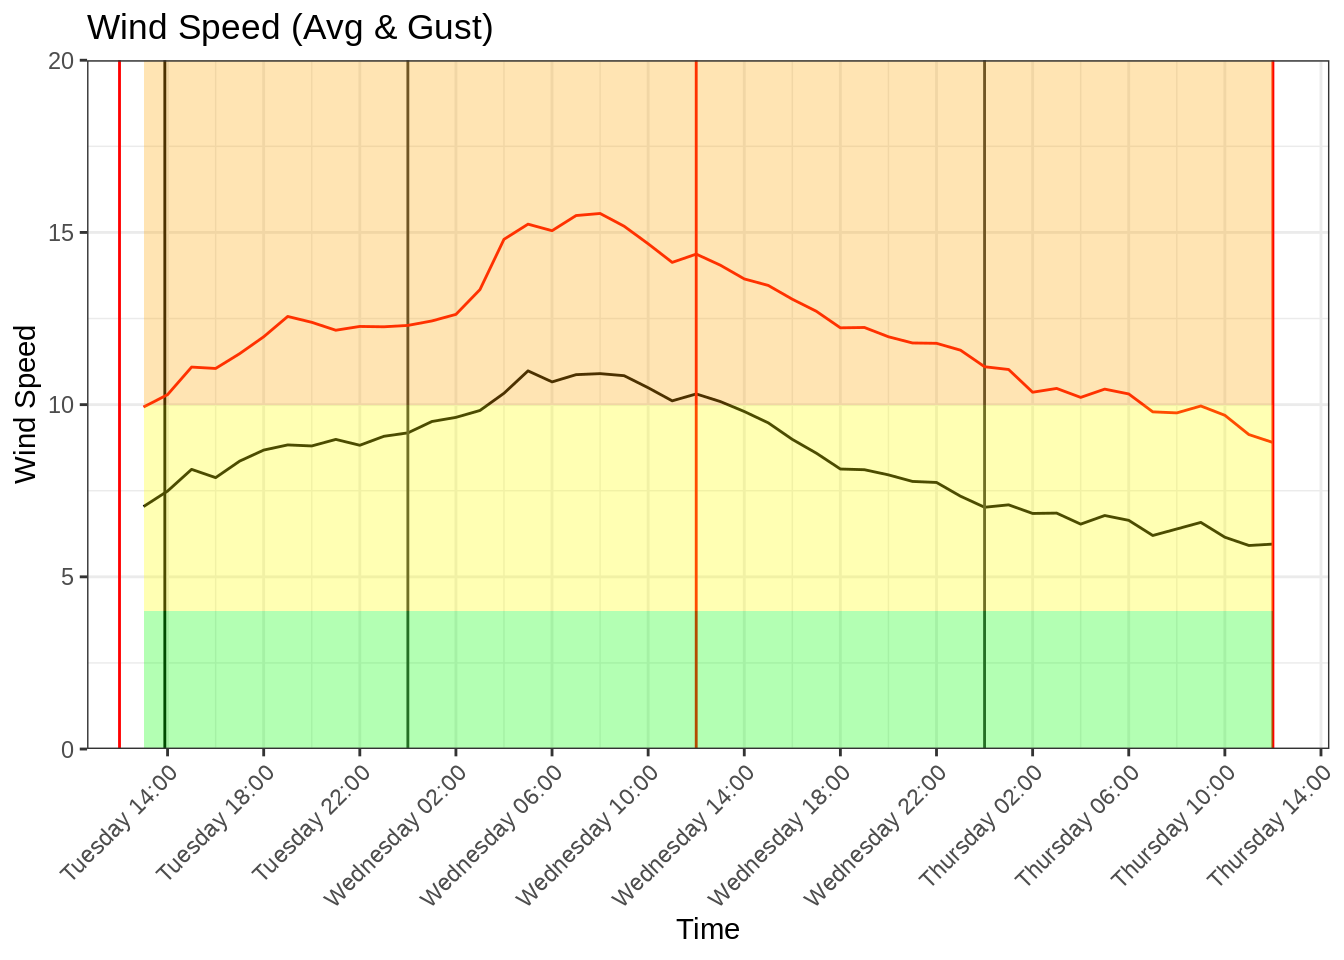 Wind Speed (Avg & Gust)
Wind Speed
20
15
10
5
0
Tuesday 14:00
Tuesday 18:00
Tuesday 22:00
Wednesday 02:00
Wednesday 06:00
Wednesday 10:00
Wednesday 14:00
Wednesday 18:00
Wednesday 22:00
Thursday 02:00
Thursday 06:00
Thursday 10:00
Thursday 14:00
Time